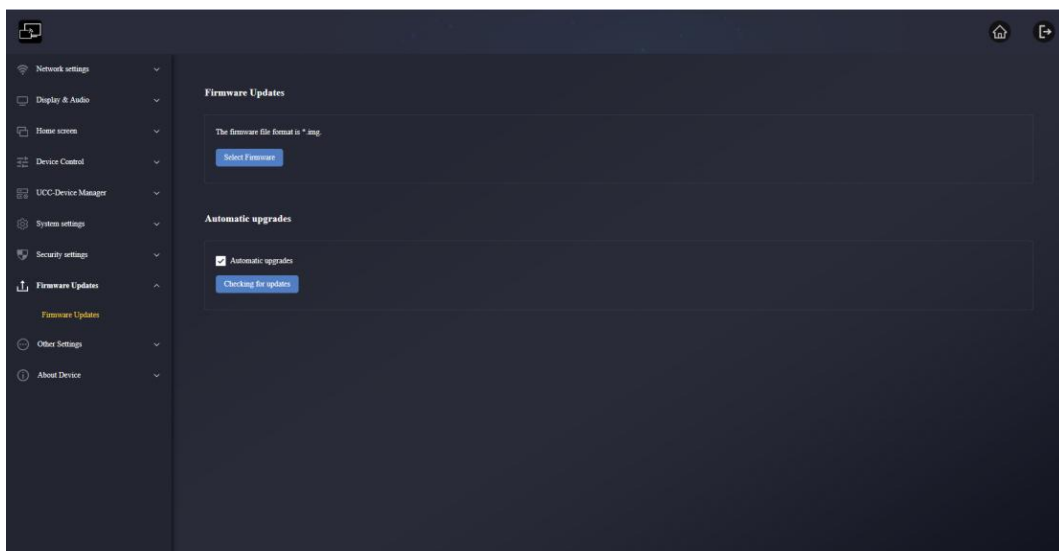 Network settings
Display & Audio
Home screen
Device Control
UCC-Device Manager
System settings
Security settings
Firmware Updates
Firmware Updates
Other Settings
About Device
Firmware Updates
The firmware file format is *.img.
Select Firmware
Automatic upgrades
Automatic upgrades
Checking for updates